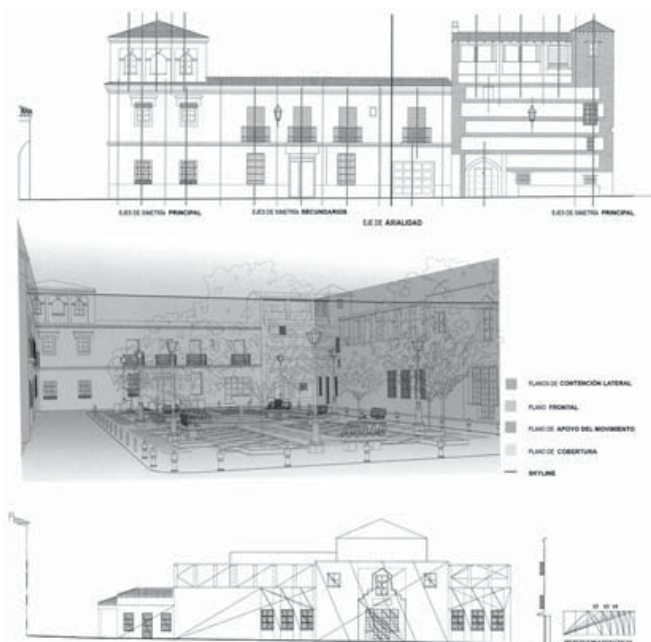 EJES DE SIMETRÍA PRINCIPAL
EJES DE SIMETRÍA SECUNDARIOS
EJE DE AXIALIDAD
EJES DE SIMETRÍA PRINCIPAL
PLANOS DE CONTENCIÓN LATERAL
PLANO FRONTAL
PLANO DE APOYO DEL MOVIMIENTO
PLANO DE COBERTURA
SKYLINE